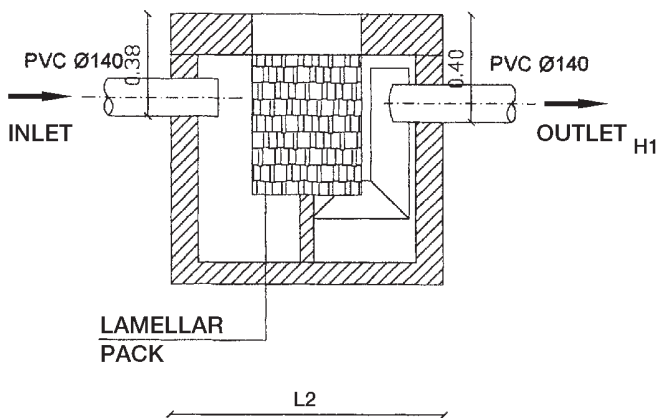 PVC Ø140
0.38
INLET
0.40
PVC Ø140
OUTLET
H1
LAMELLAR
PACK
L2